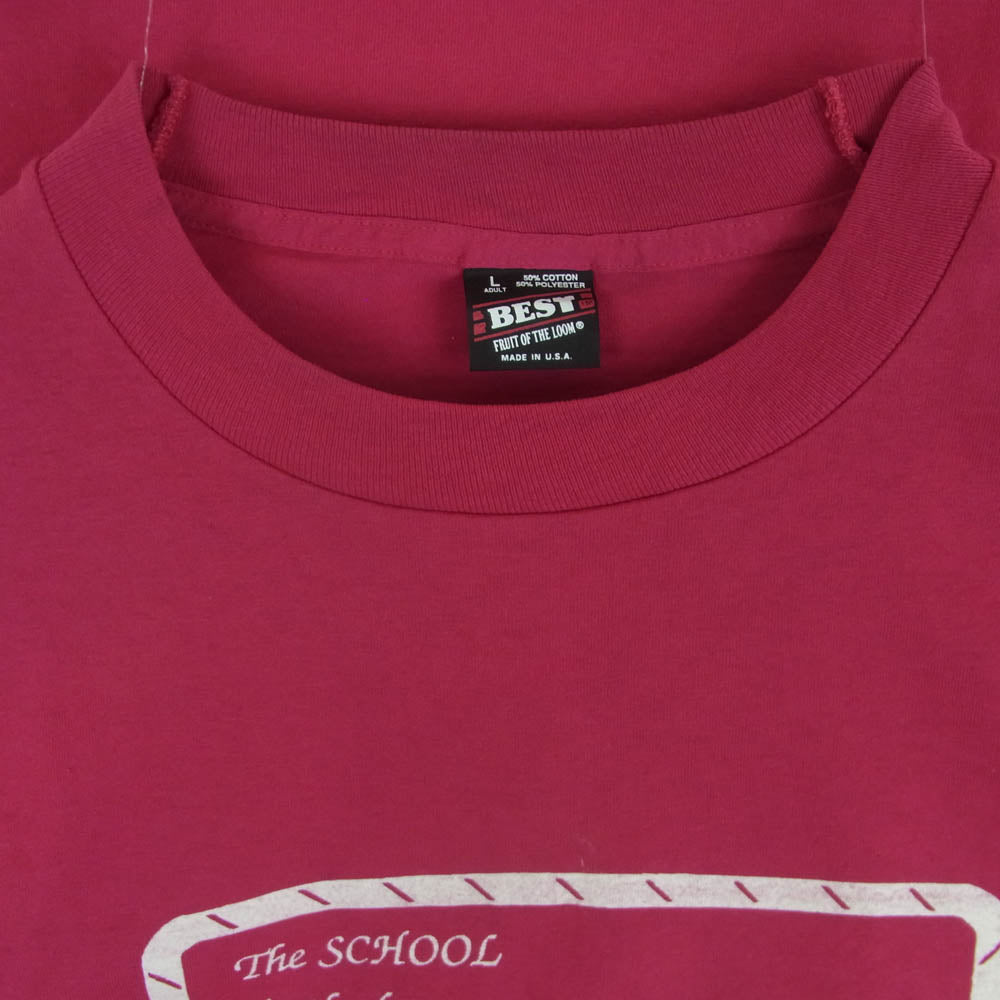 L
ADULT
50% COTTON
50% POLYESTER
BEST
FRUIT OF THE LOOM®
MADE IN U.S.A.
The SCHOOL